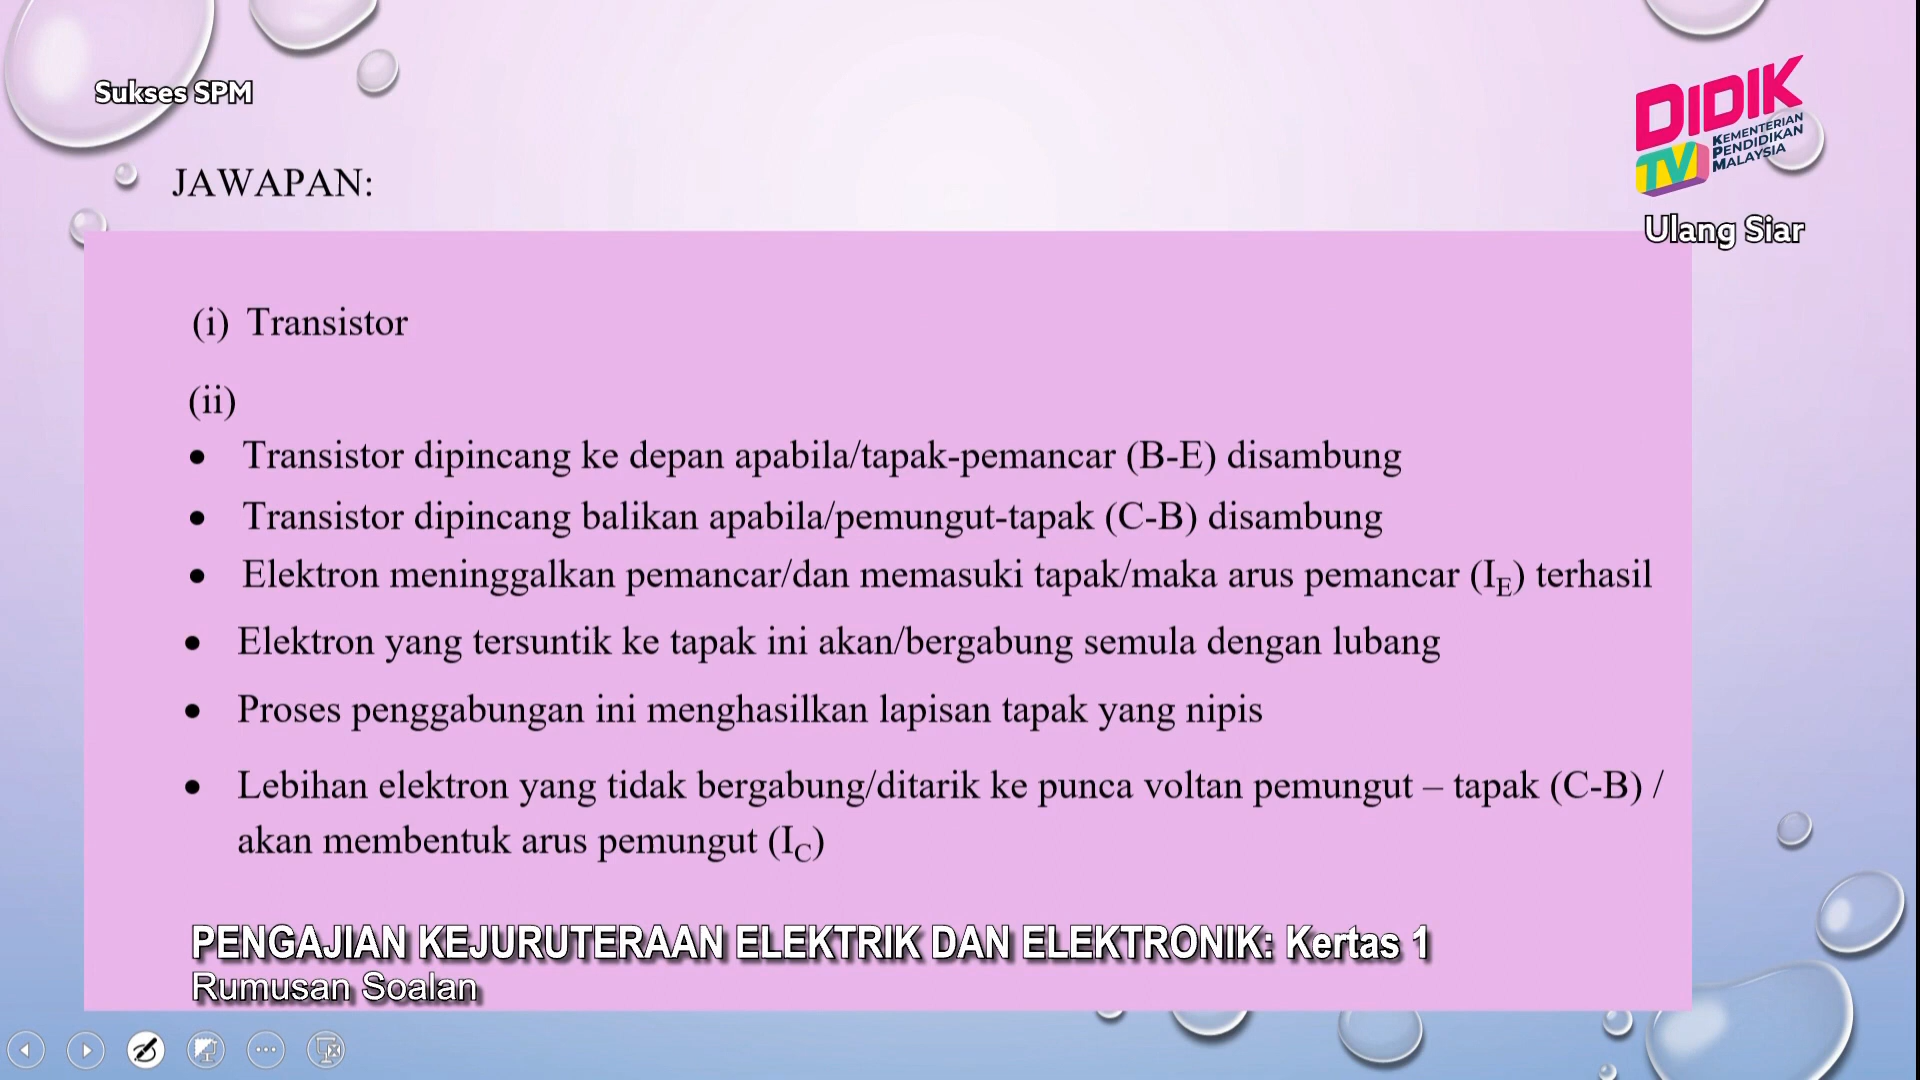 Sukses SPM
DIDIK
TV
KEMENTERIAN
PENDIDIKAN
MALAYSIA
Ulang Siar
JAWAPAN:
(i) Transistor
(ii)
• Transistor dipincang ke depan apabila/tapak-pemancar (B-E) disambung
• Transistor dipincang balikan apabila/pemungut-tapak (C-B) disambung
• Elektron meninggalkan pemancar/dan memasuki tapak/maka arus pemancar (I_E) terhasil
• Elektron yang tersuntik ke tapak ini akan/bergabung semula dengan lubang
• Proses penggabungan ini menghasilkan lapisan tapak yang nipis
• Lebihan elektron yang tidak bergabung/ditarik ke punca voltan pemungut – tapak (C-B) /
akan membentuk arus pemungut (I_C)
PENGAJIAN KEJURUTERAAN ELEKTRIK DAN ELEKTRONIK: Kertas 1
Rumusan Soalan